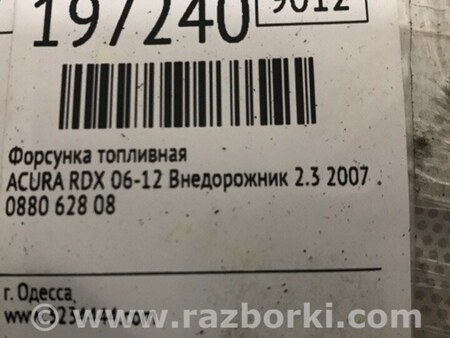 197240
9012
Форсунка топливная
ACURA RDX 06-12 Внедорожник 2.3 2007
0880 628 08
г. Одесса
www.razborki.com